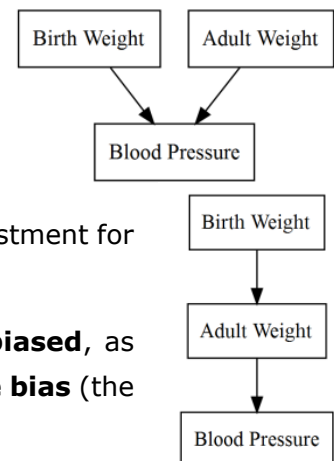 Birth Weight
Adult Weight
Blood Pressure
stment for
biased, as
bias (the
Birth Weight
Adult Weight
Blood Pressure